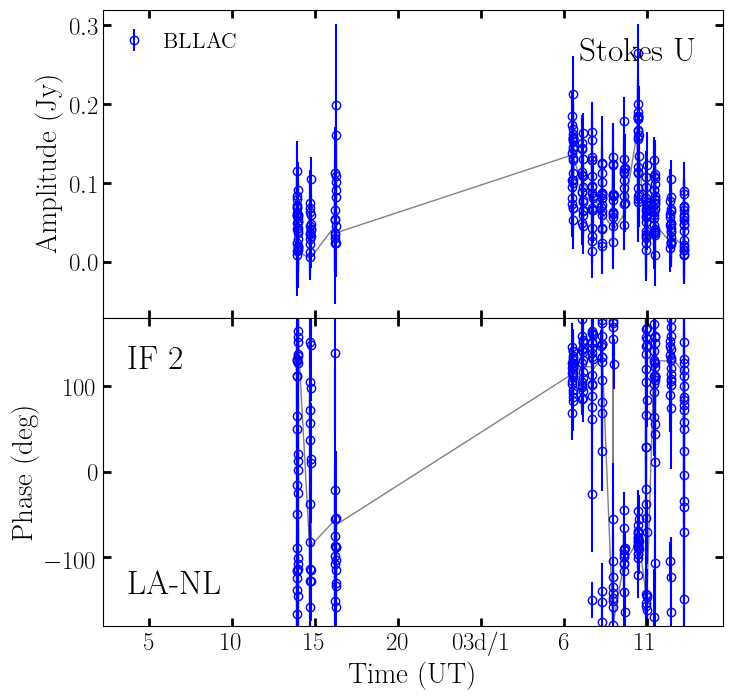 BLLAC
Stokes U
0.3
0.2
0.1
0.0
Amplitude (Jy)
IF 2
100
0
−100
Phase (deg)
LA-NL
5 10 15 20 03d/1 6 11
Time (UT)